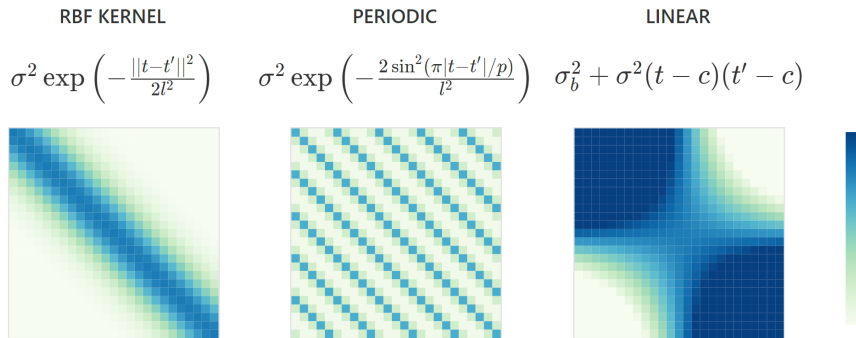 RBF KERNEL PERIODIC LINEAR
σ² exp(−||t−t′||²/2l²) σ² exp(−2 sin²(π|t−t′|/p)/l²) σ_b² + σ²(t − c)(t′ − c)